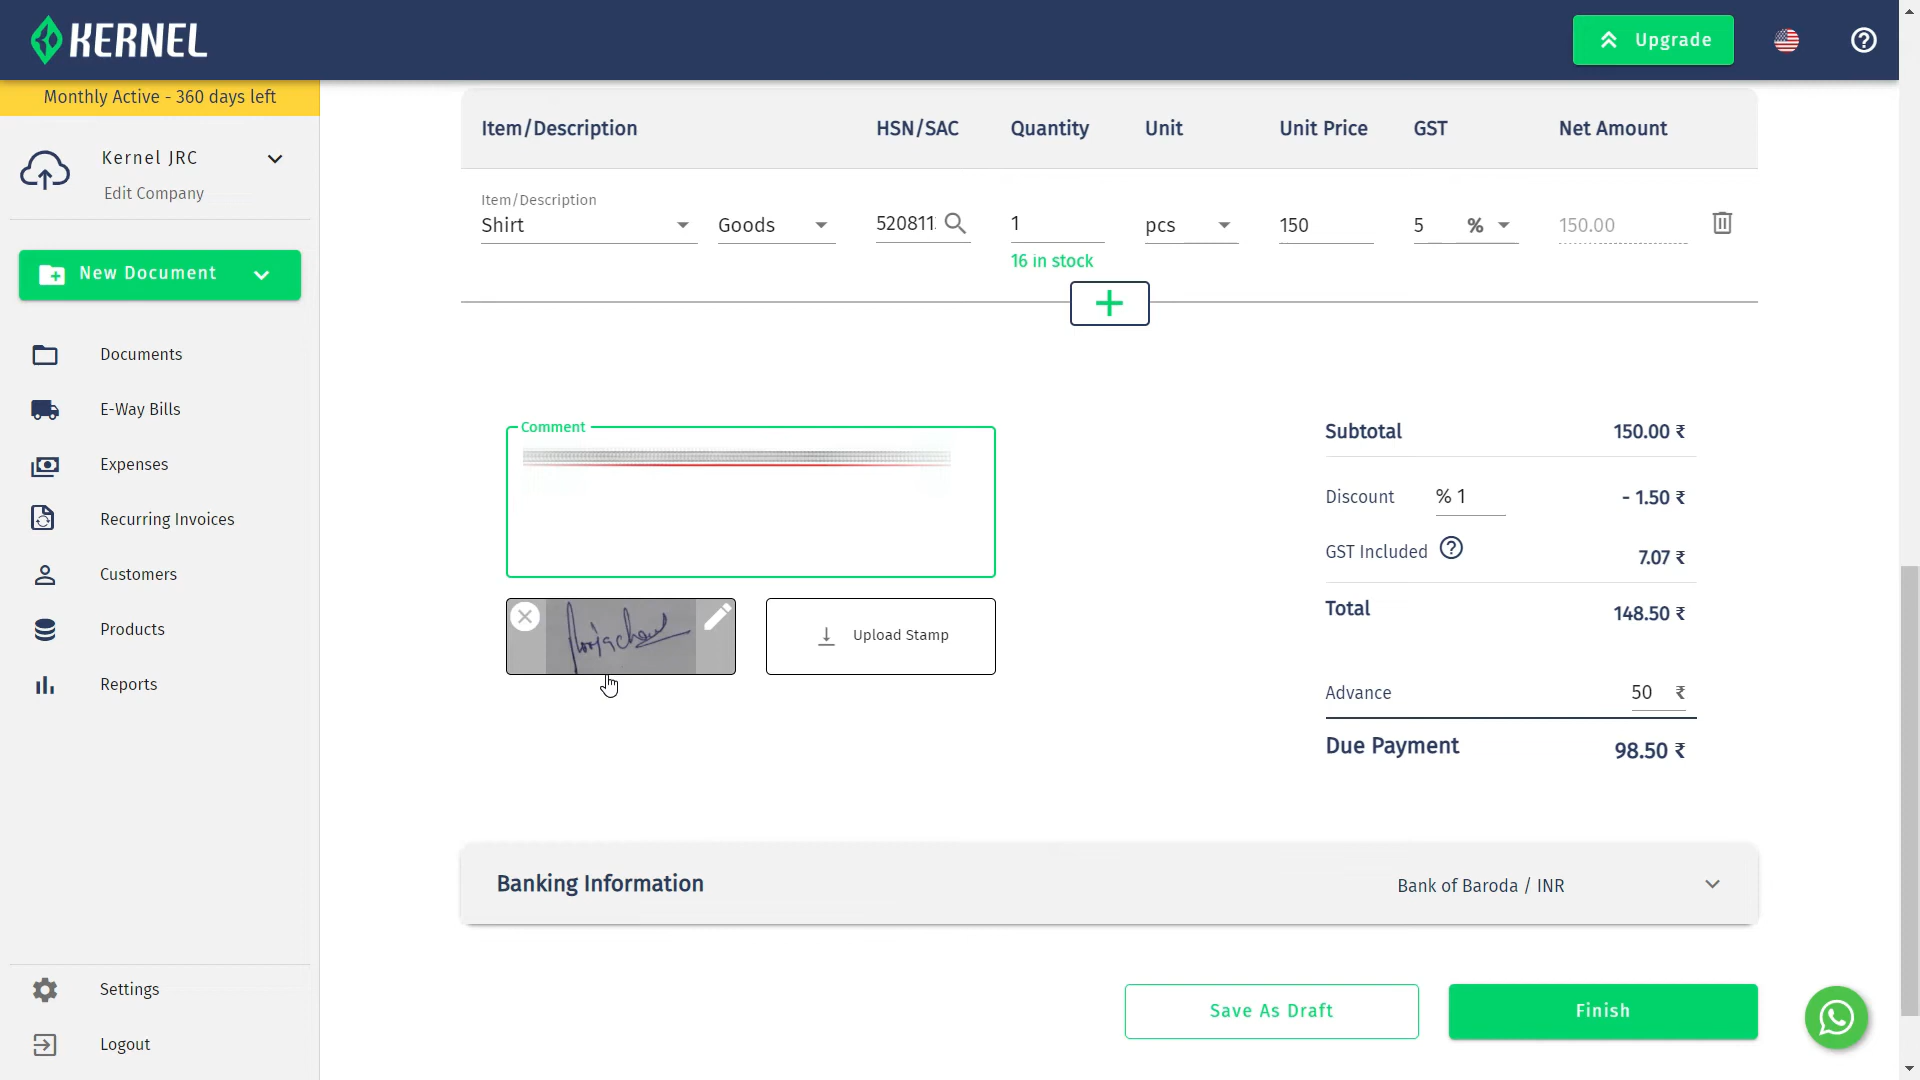 KERNEL
Upgrade
Monthly Active - 360 days left
Kernel JRC
Edit Company
New Document
Documents
E-Way Bills
Expenses
Recurring Invoices
Customers
Products
Reports
Settings
Logout
Item/Description HSN/SAC Quantity Unit Unit Price GST Net Amount
Item/Description
Shirt Goods 1 pcs 150 5 % 150.00
16 in stock
+
Comment
Upload Stamp
Subtotal 150.00 ₹
Discount % 1 - 1.50 ₹
GST Included ? 7.07 ₹
Total 148.50 ₹
Advance 50 ₹
Due Payment 98.50 ₹
Banking Information Bank of Baroda / INR
Save As Draft Finish